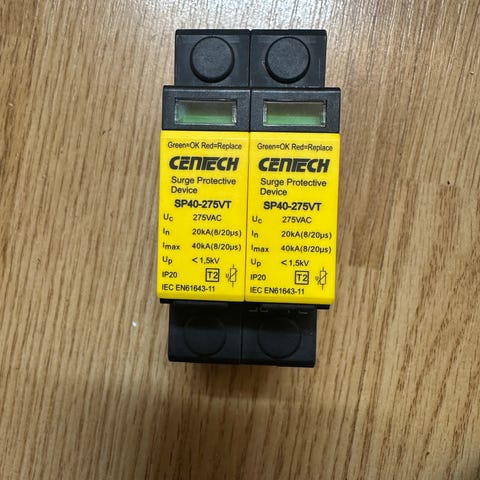 Green=OK Red=Replace
CENTECH
Surge Protective
Device
SP40-275VT
Uc 275VAC
In 20kA(8/20µs)
Imax 40kA(8/20µs)
Up <1,5kV
IP20 T2
IEC EN61643-11
Green=OK Red=Replace
CENTECH
Surge Protective
Device
SP40-275VT
Uc 275VAC
In 20kA(8/20µs)
Imax 40kA(8/20µs)
Up <1,5kV
IP20 T2
IEC EN61643-11